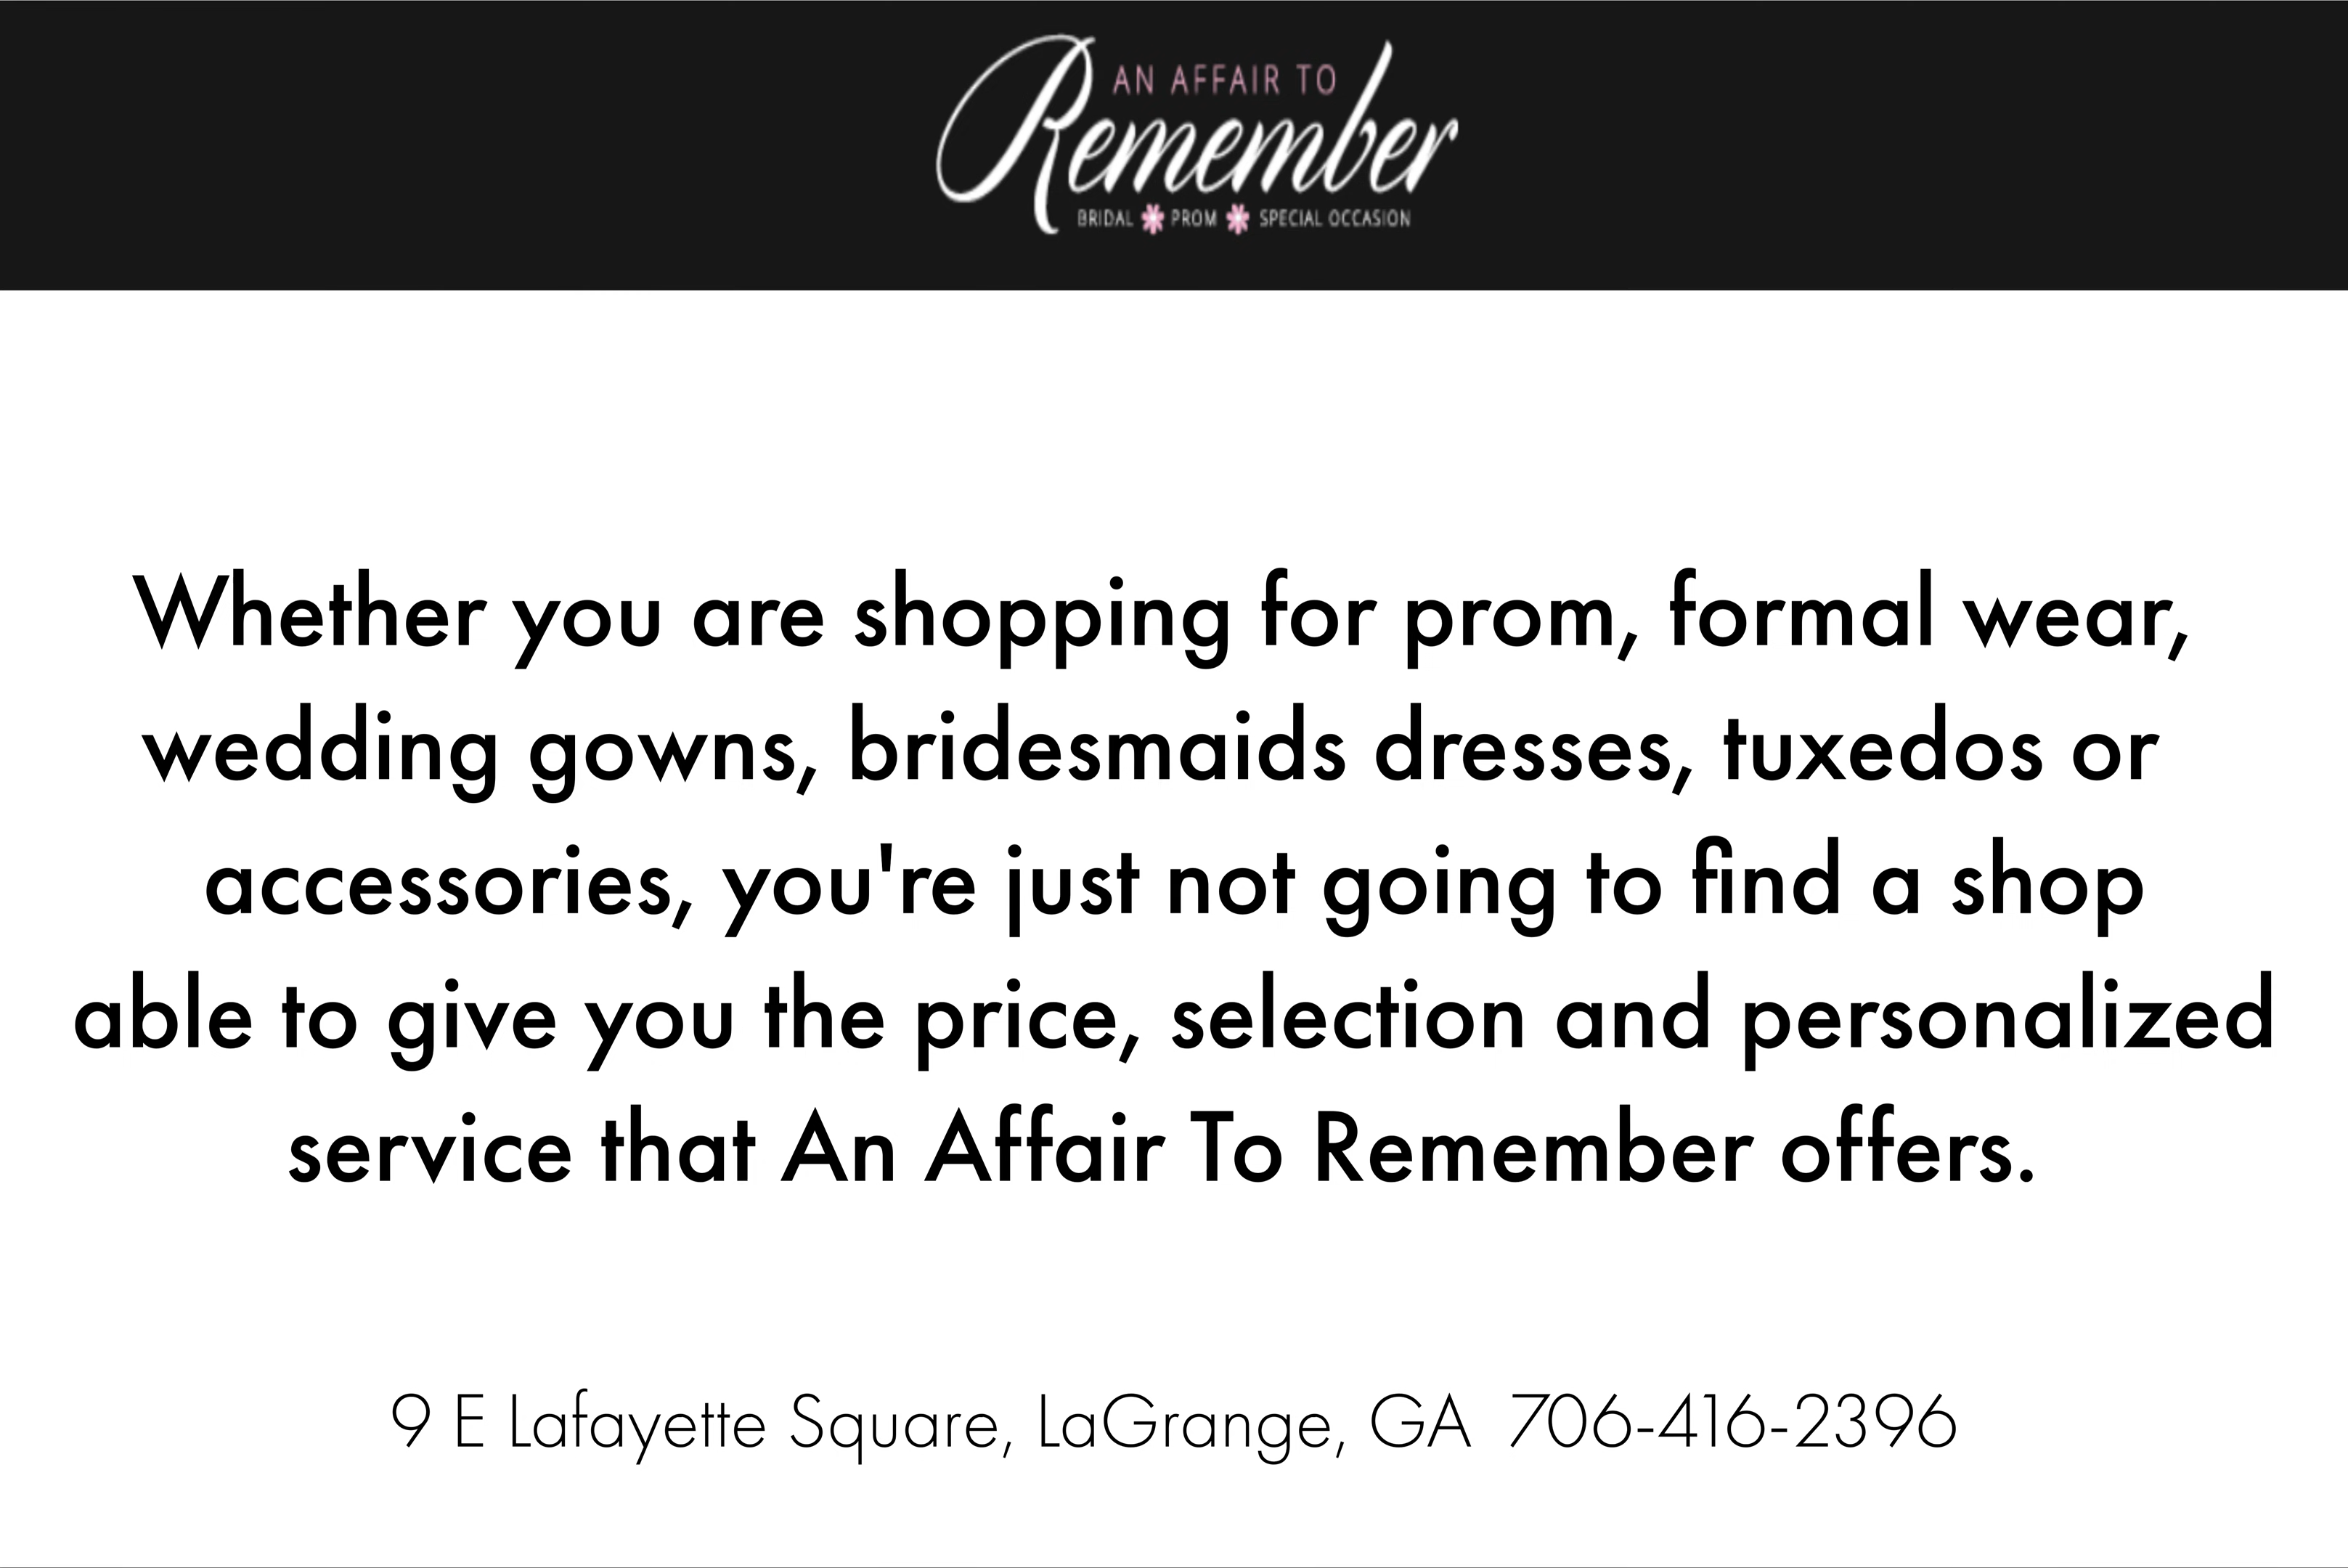 AN AFFAIR TO
Remember
BRIDAL PROM SPECIAL OCCASION
Whether you are shopping for prom, formal wear,
wedding gowns, bridesmaids dresses, tuxedos or
accessories, you're just not going to find a shop
able to give you the price, selection and personalized
service that An Affair To Remember offers.
9 E Lafayette Square, LaGrange, GA 706-416-2396